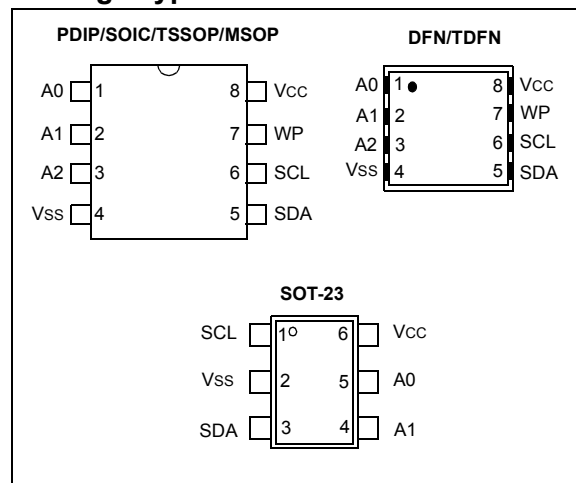 PDIP/SOIC/TSSOP/MSOP
A0 1 8 VCC
A1 2 7 WP
A2 3 6 SCL
VSS 4 5 SDA
DFN/TDFN
A0 1 8 VCC
A1 2 7 WP
A2 3 6 SCL
VSS 4 5 SDA
SOT-23
SCL 1 6 VCC
VSS 2 5 A0
SDA 3 4 A1